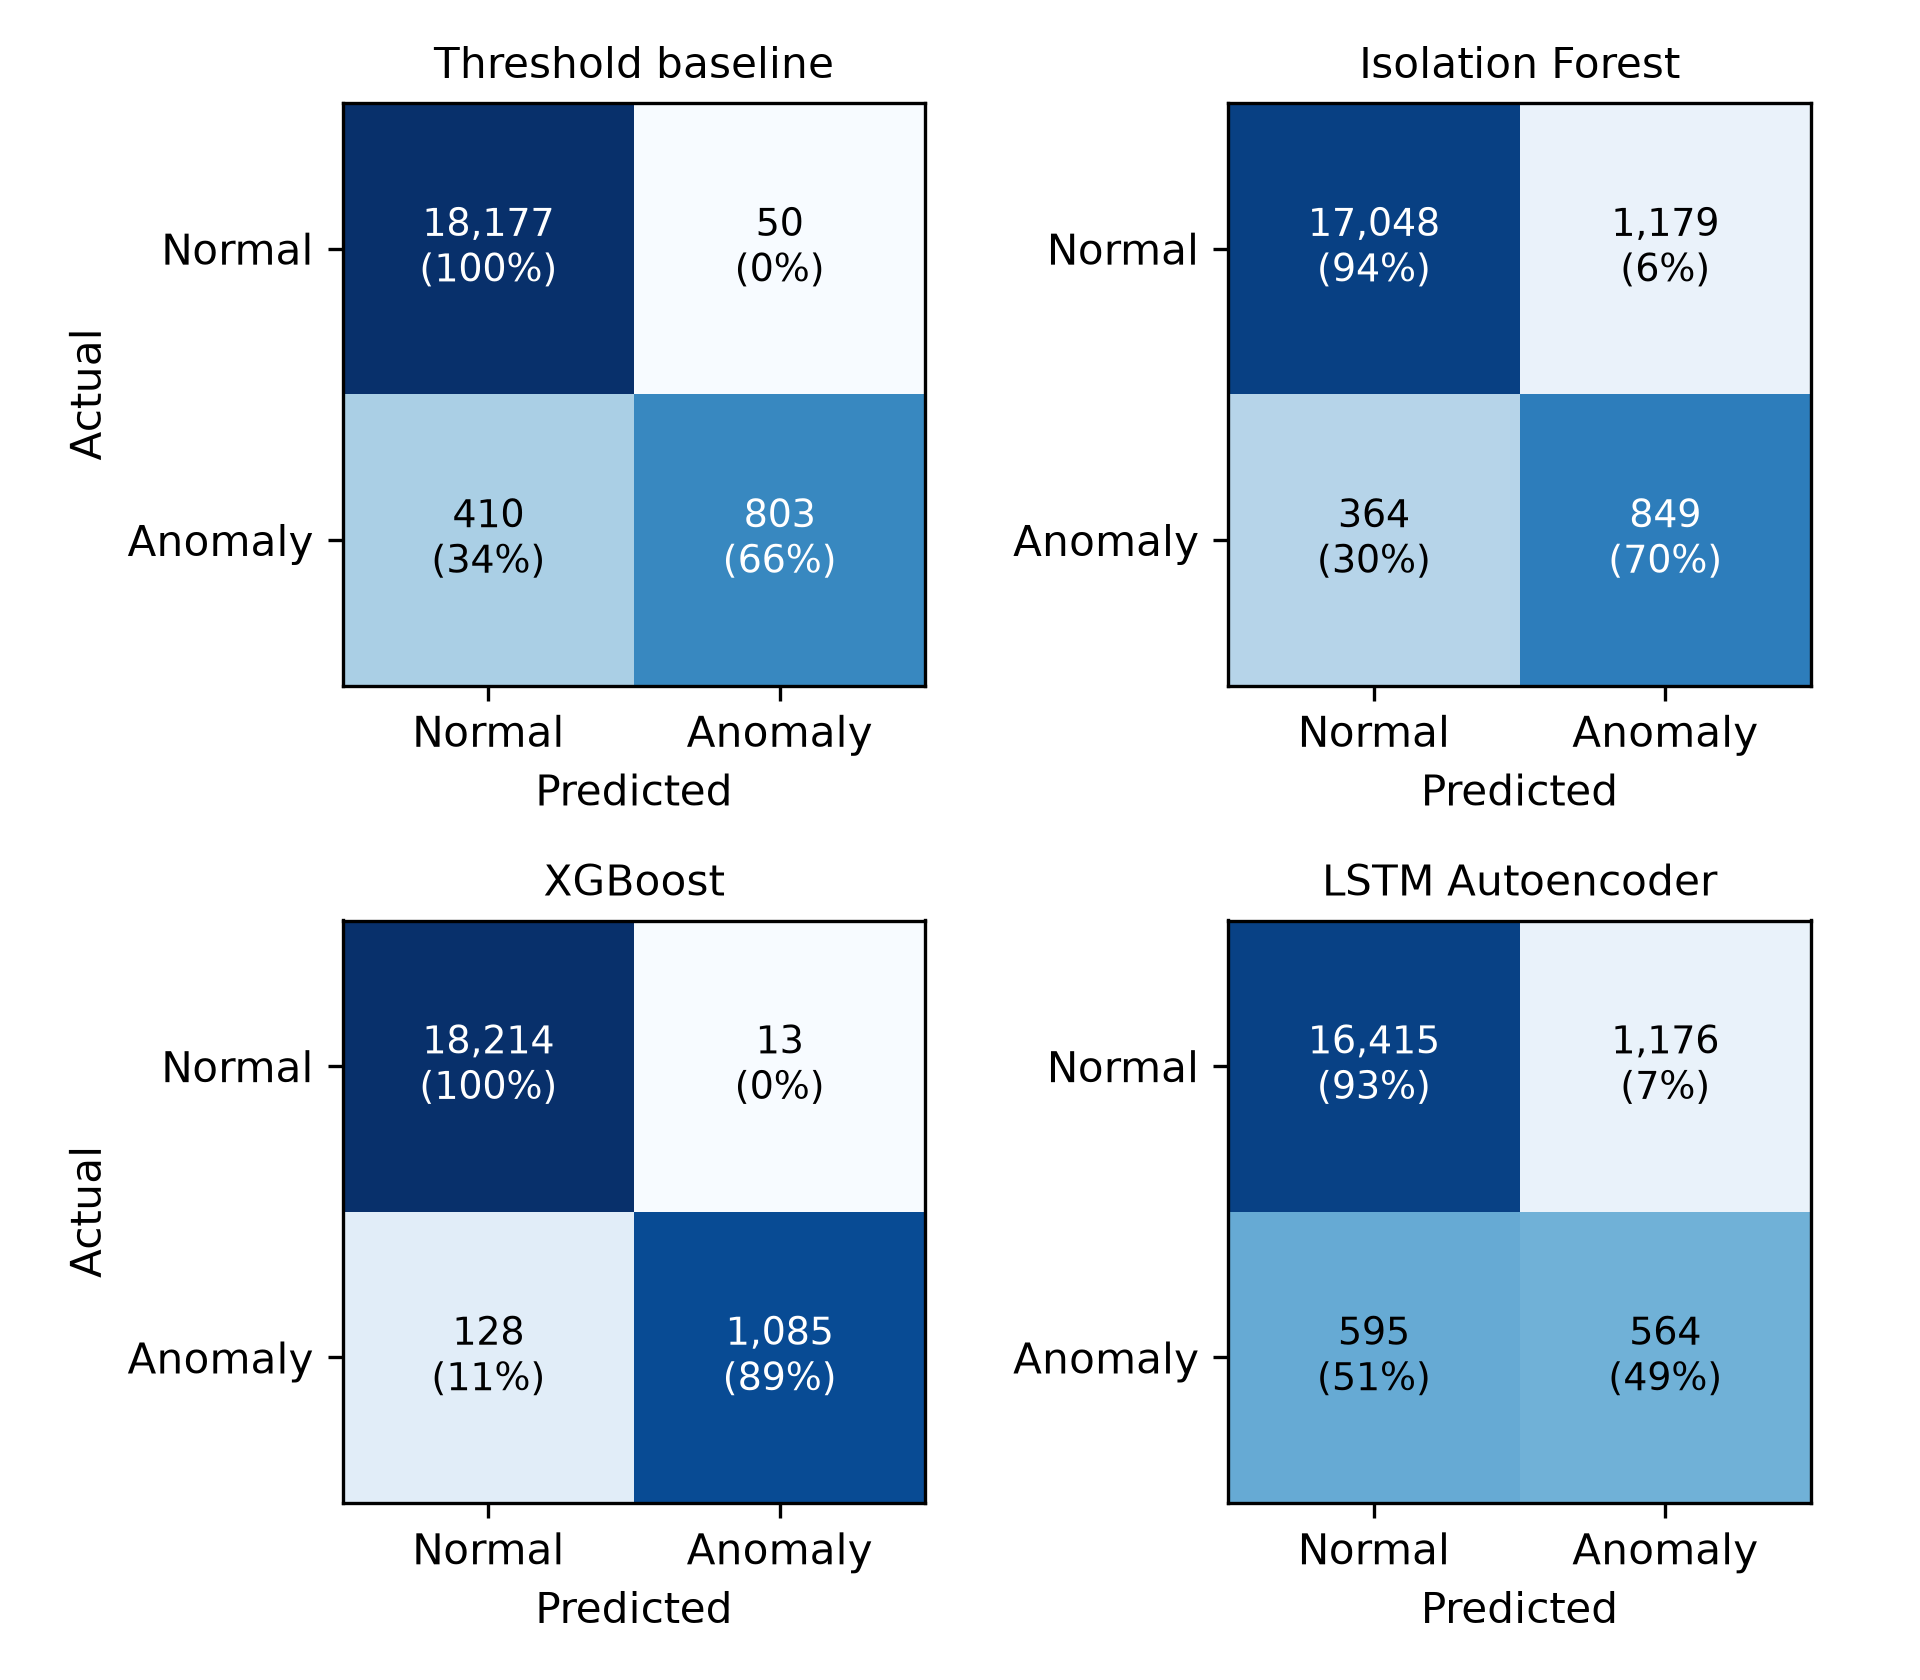 Threshold baseline
Actual
Normal
18,177
(100%)
50
(0%)
Anomaly
410
(34%)
803
(66%)
Normal Anomaly
Predicted
Isolation Forest
Normal
17,048
(94%)
1,179
(6%)
Anomaly
364
(30%)
849
(70%)
Normal Anomaly
Predicted
XGBoost
Actual
Normal
18,214
(100%)
13
(0%)
Anomaly
128
(11%)
1,085
(89%)
Normal Anomaly
Predicted
LSTM Autoencoder
Normal
16,415
(93%)
1,176
(7%)
Anomaly
595
(51%)
564
(49%)
Normal Anomaly
Predicted